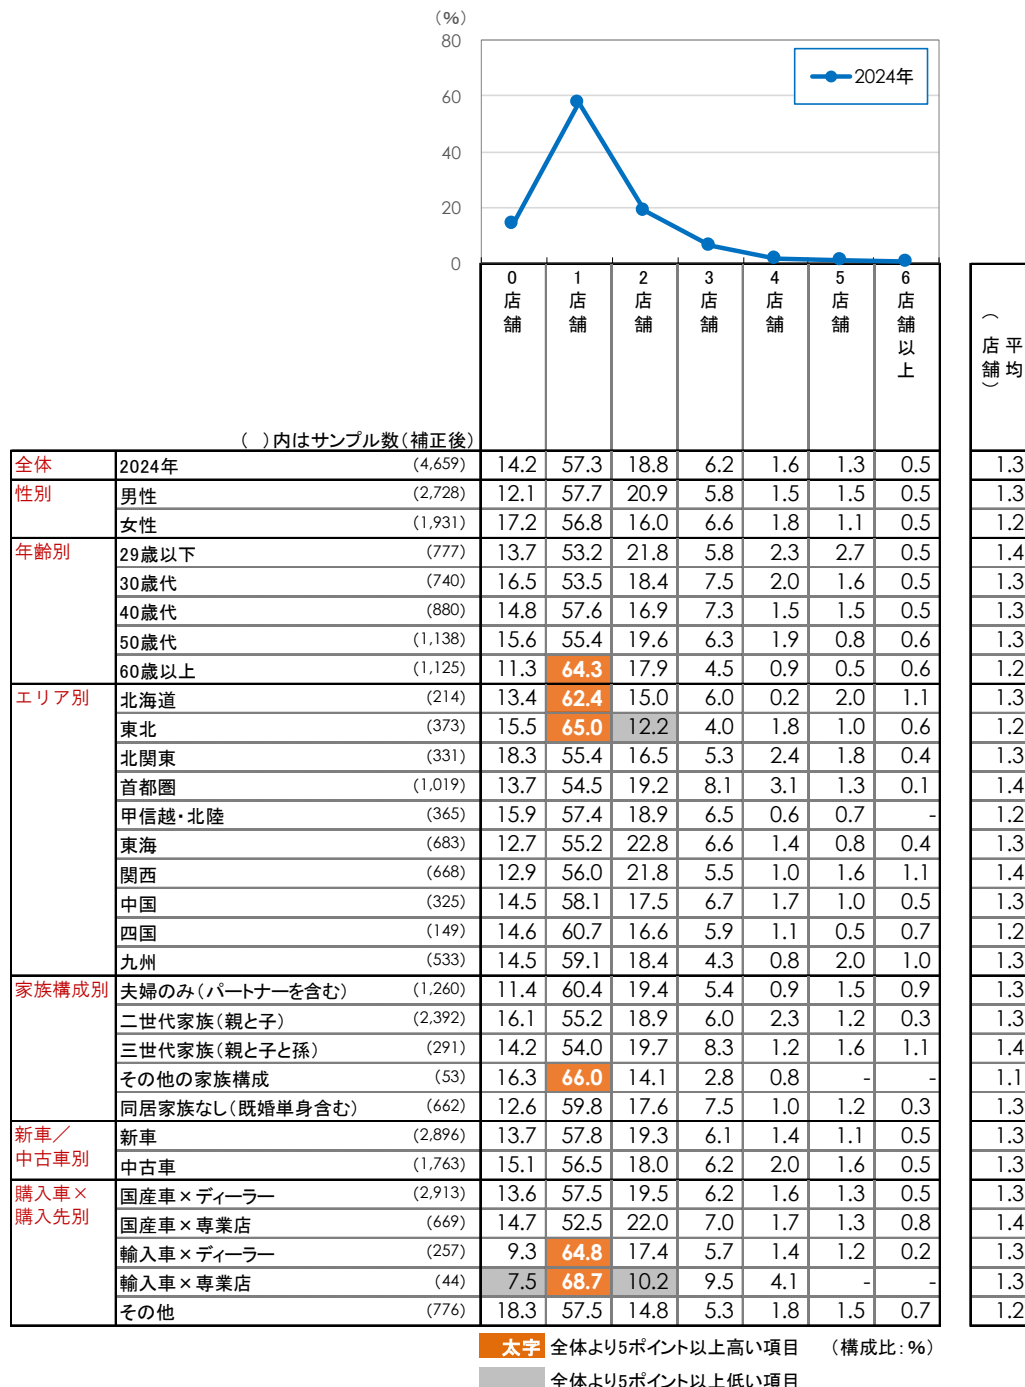 (%)
80
60
40
20
0
2024年
0店舗 1店舗 2店舗 3店舗 4店舗 5店舗 6店舗以上 平均（店舗）
（ ）内はサンプル数（補正後）
全体 2024年 (4,659) 14.2 57.3 18.8 6.2 1.6 1.3 0.5 1.3
性別 男性 (2,728) 12.1 57.7 20.9 5.8 1.5 1.5 0.5 1.3
女性 (1,931) 17.2 56.8 16.0 6.6 1.8 1.1 0.5 1.2
年齢別 29歳以下 (777) 13.7 53.2 21.8 5.8 2.3 2.7 0.5 1.4
30歳代 (740) 16.5 53.5 18.4 7.5 2.0 1.6 0.5 1.3
40歳代 (880) 14.8 57.6 16.9 7.3 1.5 1.5 0.5 1.3
50歳代 (1,138) 15.6 55.4 19.6 6.3 1.9 0.8 0.6 1.3
60歳以上 (1,125) 11.3 64.3 17.9 4.5 0.9 0.5 0.6 1.2
エリア別 北海道 (214) 13.4 62.4 15.0 6.0 0.2 2.0 1.1 1.3
東北 (373) 15.5 65.0 12.2 4.0 1.8 1.0 0.6 1.2
北関東 (331) 18.3 55.4 16.5 5.3 2.4 1.8 0.4 1.3
首都圏 (1,019) 13.7 54.5 19.2 8.1 3.1 1.3 0.1 1.4
甲信越・北陸 (365) 15.9 57.4 18.9 6.5 0.6 0.7 - 1.2
東海 (683) 12.7 55.2 22.8 6.6 1.4 0.8 0.4 1.3
関西 (668) 12.9 56.0 21.8 5.5 1.0 1.6 1.1 1.4
中国 (325) 14.5 58.1 17.5 6.7 1.7 1.0 0.5 1.3
四国 (149) 14.6 60.7 16.6 5.9 1.1 0.5 0.7 1.2
九州 (533) 14.5 59.1 18.4 4.3 0.8 2.0 1.0 1.3
家族構成別 夫婦のみ（パートナーを含む） (1,260) 11.4 60.4 19.4 5.4 0.9 1.5 0.9 1.3
二世代家族（親と子） (2,392) 16.1 55.2 18.9 6.0 2.3 1.2 0.3 1.3
三世代家族（親と子と孫） (291) 14.2 54.0 19.7 8.3 1.2 1.6 1.1 1.4
その他の家族構成 (53) 16.3 66.0 14.1 2.8 0.8 - - 1.1
同居家族なし（既婚単身含む） (662) 12.6 59.8 17.6 7.5 1.0 1.2 0.3 1.3
新車／ 新車 (2,896) 13.7 57.8 19.3 6.1 1.4 1.1 0.5 1.3
中古車別 中古車 (1,763) 15.1 56.5 18.0 6.2 2.0 1.6 0.5 1.3
購入車× 国産車×ディーラー (2,913) 13.6 57.5 19.5 6.2 1.6 1.3 0.5 1.3
購入先別 国産車×専業店 (669) 14.7 52.5 22.0 7.0 1.7 1.3 0.8 1.4
輸入車×ディーラー (257) 9.3 64.8 17.4 5.7 1.4 1.2 0.2 1.3
輸入車×専業店 (44) 7.5 68.7 10.2 9.5 4.1 - - 1.3
その他 (776) 18.3 57.5 14.8 5.3 1.8 1.5 0.7 1.2
太字 全体より5ポイント以上高い項目 （構成比：%）
全体より5ポイント以上低い項目